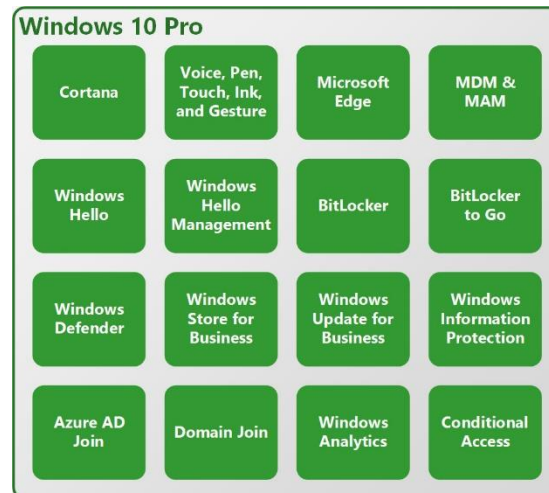 Windows 10 Pro
Cortana
Voice, Pen,
Touch, Ink,
and Gesture
Microsoft
Edge
MDM &
MAM
Windows
Hello
Windows
Hello
Management
BitLocker
BitLocker
to Go
Windows
Defender
Windows
Store for
Business
Windows
Update for
Business
Windows
Information
Protection
Azure AD
Join
Domain Join
Windows
Analytics
Conditional
Access